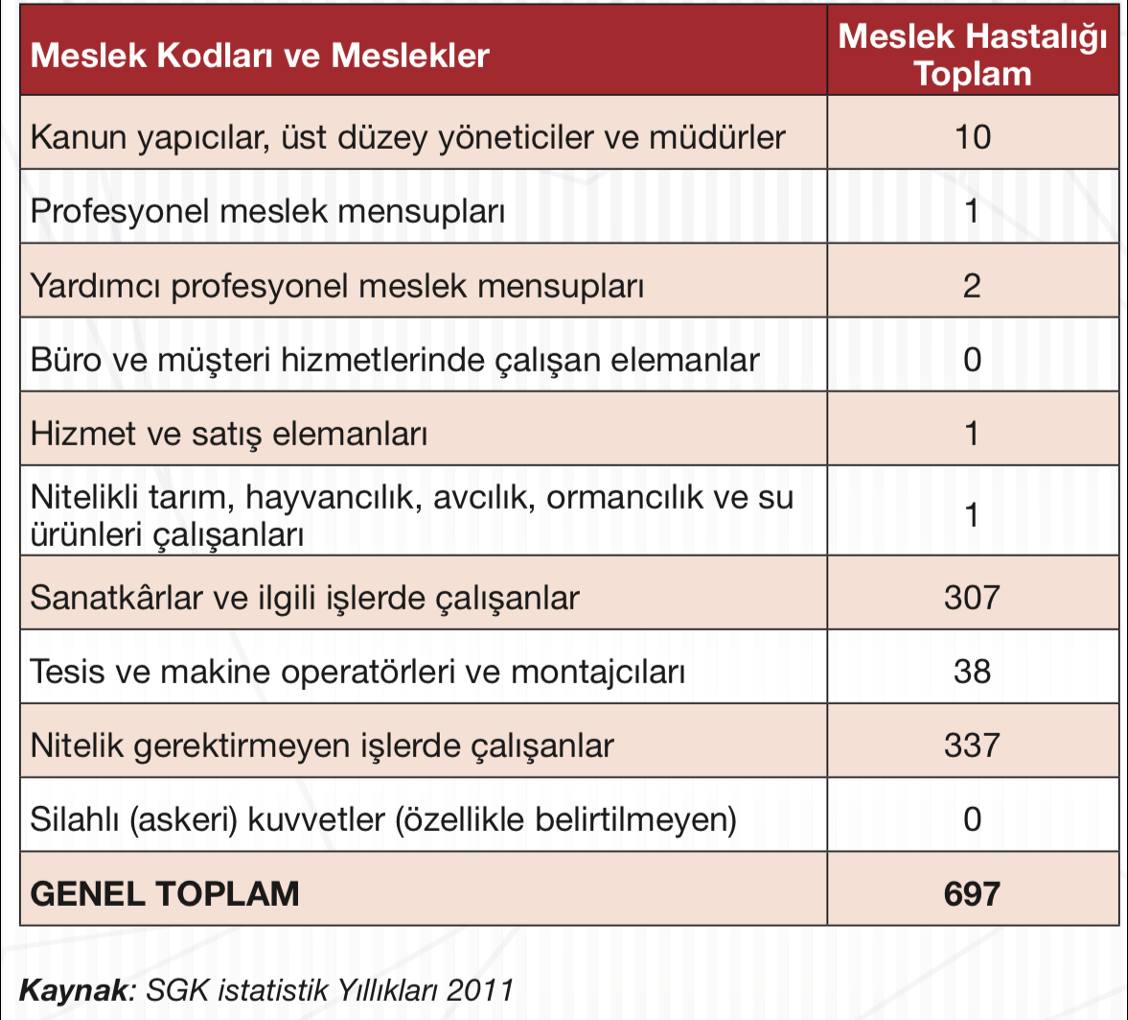 Meslek Kodları ve Meslekler
Meslek Hastalığı
Toplam
Kanun yapıcılar, üst düzey yöneticiler ve müdürler 10
Profesyonel meslek mensupları 1
Yardımcı profesyonel meslek mensupları 2
Büro ve müşteri hizmetlerinde çalışan elemanlar 0
Hizmet ve satış elemanları 1
Nitelikli tarım, hayvancılık, avcılık, ormancılık ve su
ürünleri çalışanları 1
Sanatkârlar ve ilgili işlerde çalışanlar 307
Tesis ve makine operatörleri ve montajcıları 38
Nitelik gerektirmeyen işlerde çalışanlar 337
Silahlı (askeri) kuvvetler (özellikle belirtilmeyen) 0
GENEL TOPLAM 697
Kaynak: SGK istatistik Yıllıkları 2011